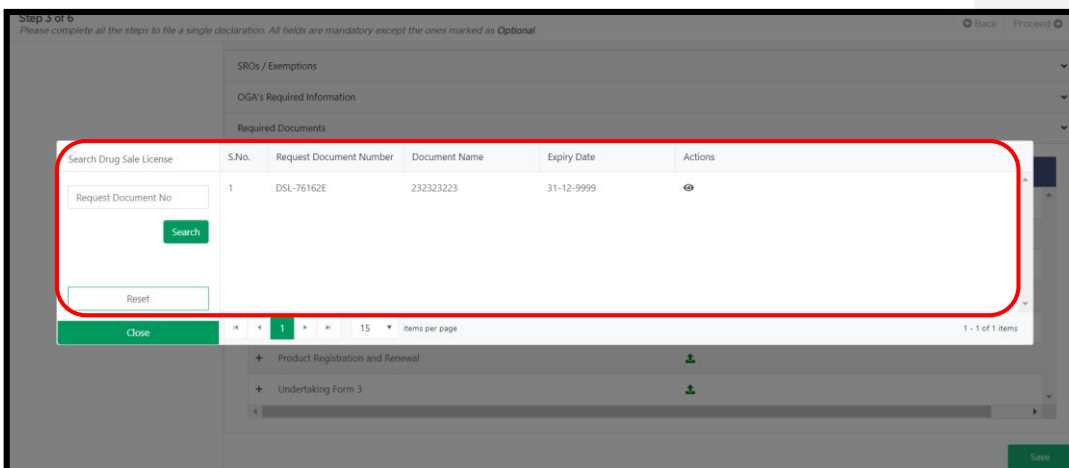 Step 3 of 6
Back Proceed
Please complete all the steps to file a single declaration. All fields are mandatory except the ones marked as Optional.
SROs / Exemptions
OGA's Required Information
Required Documents
Search Drug Sale License
S.No. Request Document Number Document Name Expiry Date Actions
Request Document No
1 DSL-76162E 232323223 31-12-9999
Search
Reset
Close
1 15 items per page 1 - 1 of 1 items
+ Product Registration and Renewal
+ Undertaking Form 3
Save